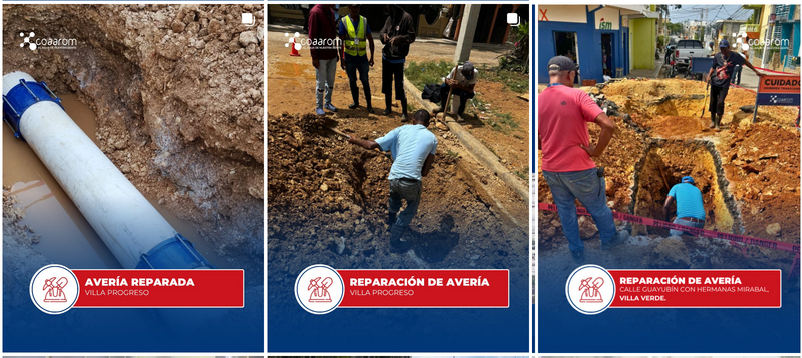 coaarom
AVERÍA REPARADA
VILLA PROGRESO
coaarom
REPARACIÓN DE AVERÍA
VILLA PROGRESO
coaarom
CUIDADO
REPARACIÓN DE AVERÍA
CALLE GUAYUBÍN CON HERMANAS MIRABAL,
VILLA VERDE.